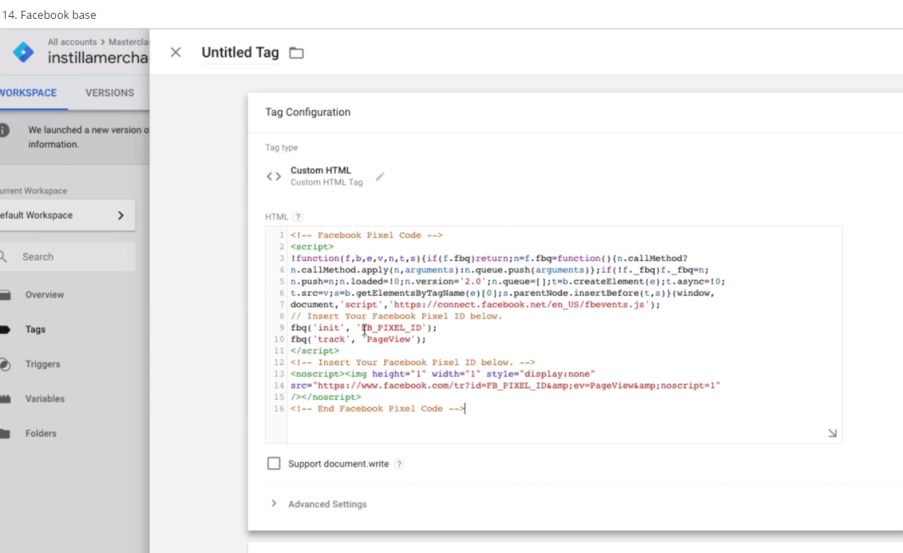 14. Facebook base
All accounts > Mastercla
instillamercha
Untitled Tag
WORKSPACE VERSIONS
We launched a new version o
information.
urrent Workspace
efault Workspace
Search
Overview
Tags
Triggers
Variables
Folders
Tag Configuration
Tag type
Custom HTML
Custom HTML Tag
HTML ?
1 <!-- Facebook Pixel Code -->
2 <script>
3 !function(f,b,e,v,n,t,s){if(f.fbq)return;n=f.fbq=function(){n.callMethod?
4 n.callMethod.apply(n,arguments):n.queue.push(arguments)};if(!f._fbq)f._fbq=n;
5 n.push=n;n.loaded=!0;n.version='2.0';n.queue=[];t=b.createElement(e);t.async=!0;
6 t.src=v;s=b.getElementsByTagName(e)[0];s.parentNode.insertBefore(t,s)}(window,
7 document,'script','https://connect.facebook.net/en_US/fbevents.js');
8 // Insert Your Facebook Pixel ID below.
9 fbq('init', 'FB_PIXEL_ID');
10 fbq('track', 'PageView');
11 </script>
12 <!-- Insert Your Facebook Pixel ID below. -->
13 <noscript><img height="1" width="1" style="display:none"
14 src="https://www.facebook.com/tr?id=FB_PIXEL_ID&amp;ev=PageView&amp;noscript=1"
15 /></noscript>
16 <!-- End Facebook Pixel Code -->
Support document.write ?
Advanced Settings